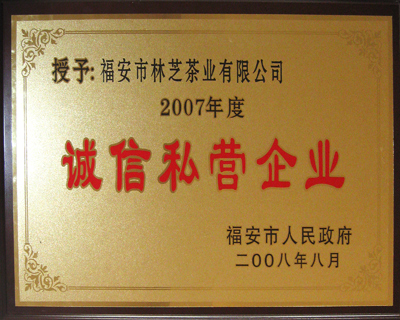 授予:福安市林芝茶业有限公司
2007年度
诚信私营企业
福安市人民政府
二OO八年八月